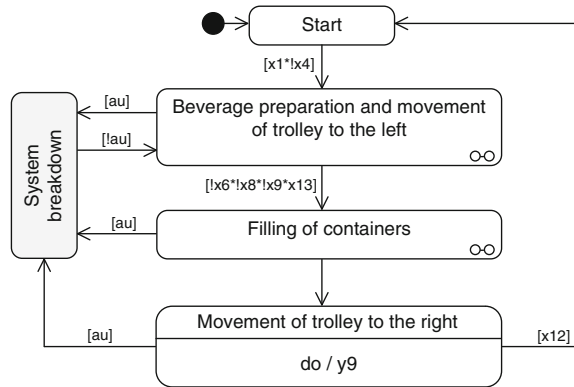 Start
[x1*!x4]
[au]
Beverage preparation and movement
of trolley to the left
[!au]
System
breakdown
[!x6*!x8*!x9*x13]
[au]
Filling of containers
Movement of trolley to the right
[au]
[x12]
do / y9